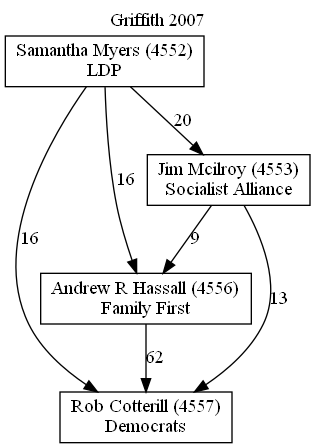 Griffith 2007
Samantha Myers (4552)
LDP
20
Jim Mcilroy (4553)
Socialist Alliance
16
16
9
Andrew R Hassall (4556)
Family First
13
62
Rob Cotterill (4557)
Democrats